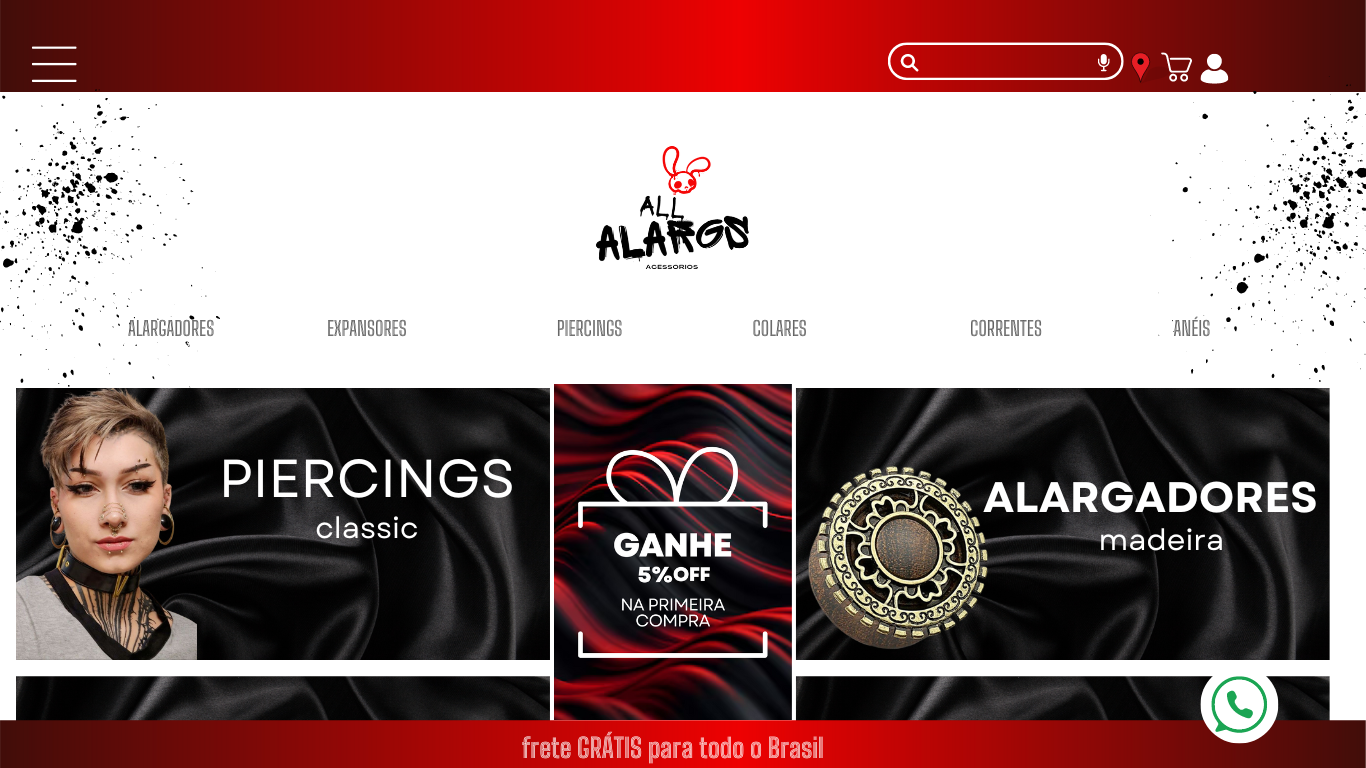 ALL
ALARGS
ACESSORIOS
ALARGADORES EXPANSORES PIERCINGS COLARES CORRENTES ANÉIS
PIERCINGS
classic
GANHE
5%OFF
NA PRIMEIRA
COMPRA
ALARGADORES
madeira
frete GRÁTIS para todo o Brasil